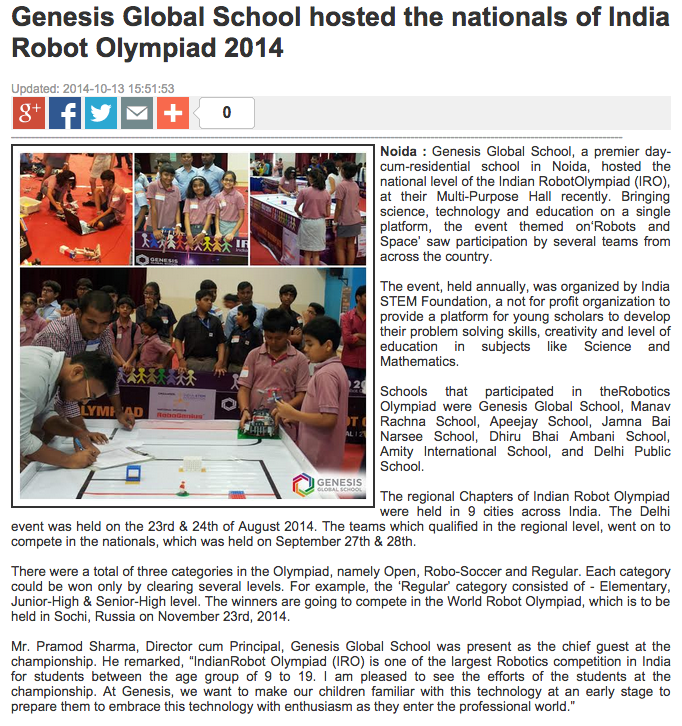 Genesis Global School hosted the nationals of India
Robot Olympiad 2014
Updated: 2014-10-13 15:51:53
g+
0
GENESIS
IR
OLYMPIAD
RoboGenius
GENESIS
GLOBAL SCHOOL
Noida : Genesis Global School, a premier day-
cum-residential school in Noida, hosted the
national level of the Indian RobotOlympiad (IRO),
at their Multi-Purpose Hall recently. Bringing
science, technology and education on a single
platform, the event themed on‘Robots and
Space’ saw participation by several teams from
across the country.
The event, held annually, was organized by India
STEM Foundation, a not for profit organization to
provide a platform for young scholars to develop
their problem solving skills, creativity and level of
education in subjects like Science and
Mathematics.
Schools that participated in theRobotics
Olympiad were Genesis Global School, Manav
Rachna School, Apeejay School, Jamna Bai
Narsee School, Dhiru Bhai Ambani School,
Amity International School, and Delhi Public
School.
The regional Chapters of Indian Robot Olympiad
were held in 9 cities across India. The Delhi
event was held on the 23rd & 24th of August 2014. The teams which qualified in the regional level, went on to
compete in the nationals, which was held on September 27th & 28th.
There were a total of three categories in the Olympiad, namely Open, Robo-Soccer and Regular. Each category
could be won only by clearing several levels. For example, the ‘Regular’ category consisted of - Elementary,
Junior-High & Senior-High level. The winners are going to compete in the World Robot Olympiad, which is to be
held in Sochi, Russia on November 23rd, 2014.
Mr. Pramod Sharma, Director cum Principal, Genesis Global School was present as the chief guest at the
championship. He remarked, "IndianRobot Olympiad (IRO) is one of the largest Robotics competition in India
for students between the age group of 9 to 19. I am pleased to see the efforts of the students at the
championship. At Genesis, we want to make our children familiar with this technology at an early stage to
prepare them to embrace this technology with enthusiasm as they enter the professional world."